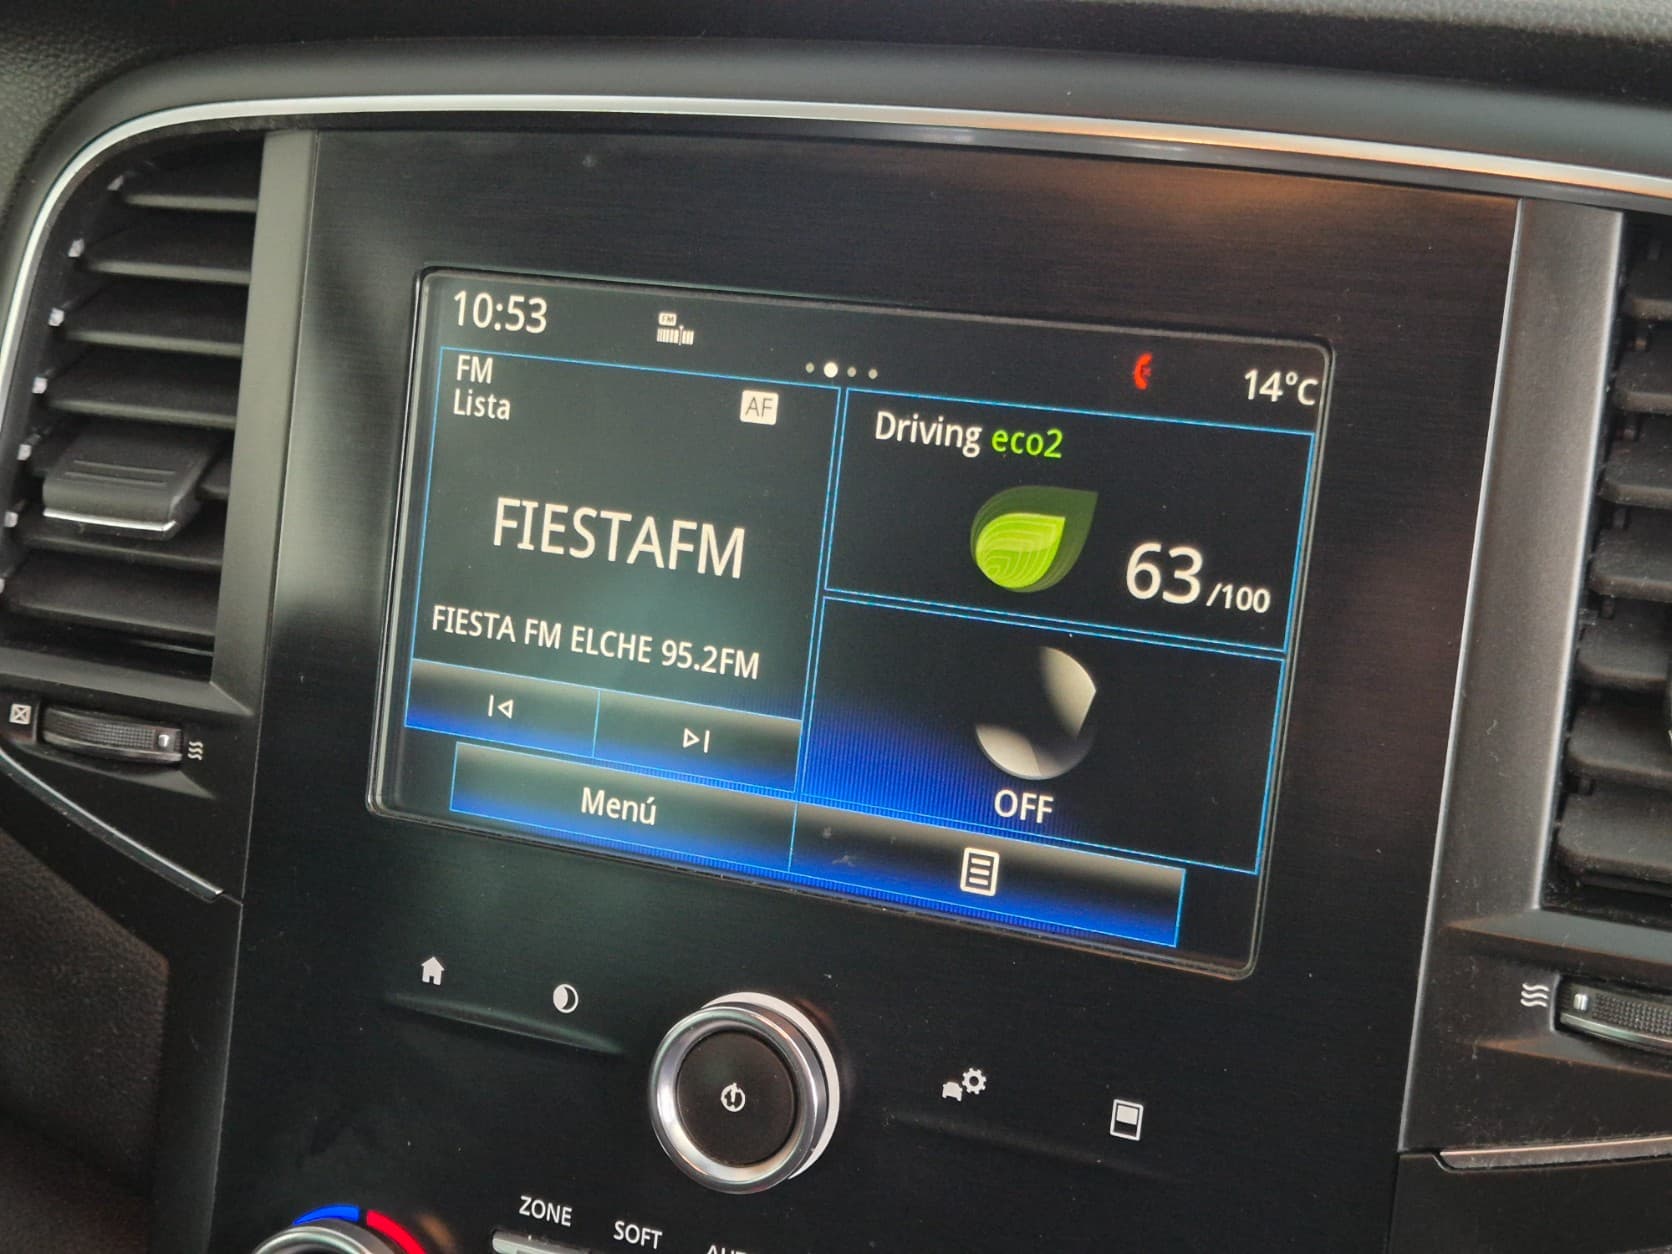 10:53
FM
14°C
FM
Lista
AF
Driving eco2
FIESTAFM
63/100
FIESTA FM ELCHE 95.2FM
OFF
Menú
ZONE
SOFT